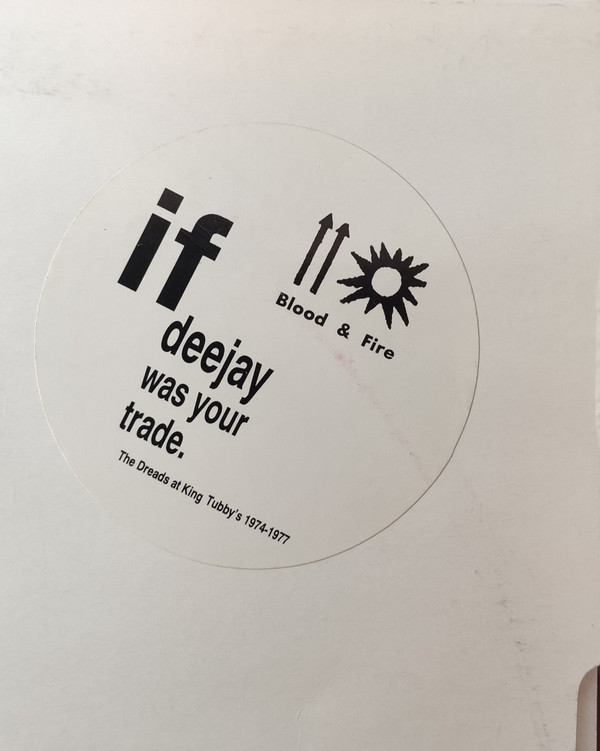 if
deejay
was your
trade.
The Dreads at King Tubby's 1974-1977
Blood & Fire